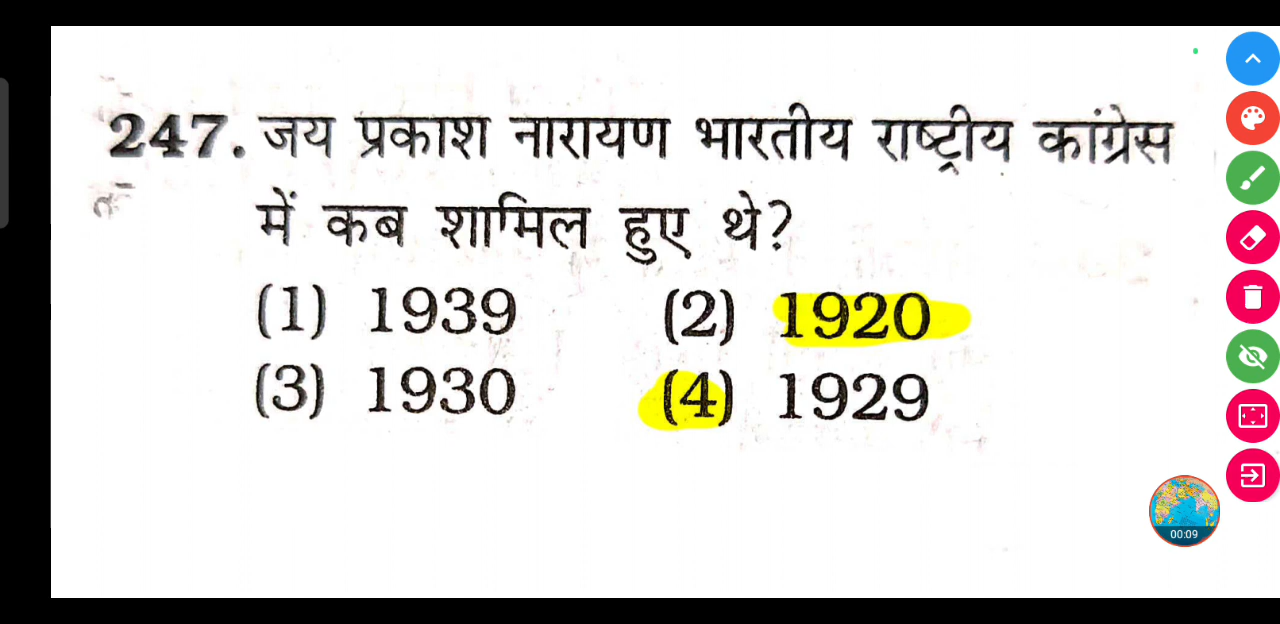 247. जय प्रकाश नारायण भारतीय राष्ट्रीय कांग्रेस
में कब शामिल हुए थे?
(1) 1939 (2) 1920
(3) 1930 (4) 1929
00:09